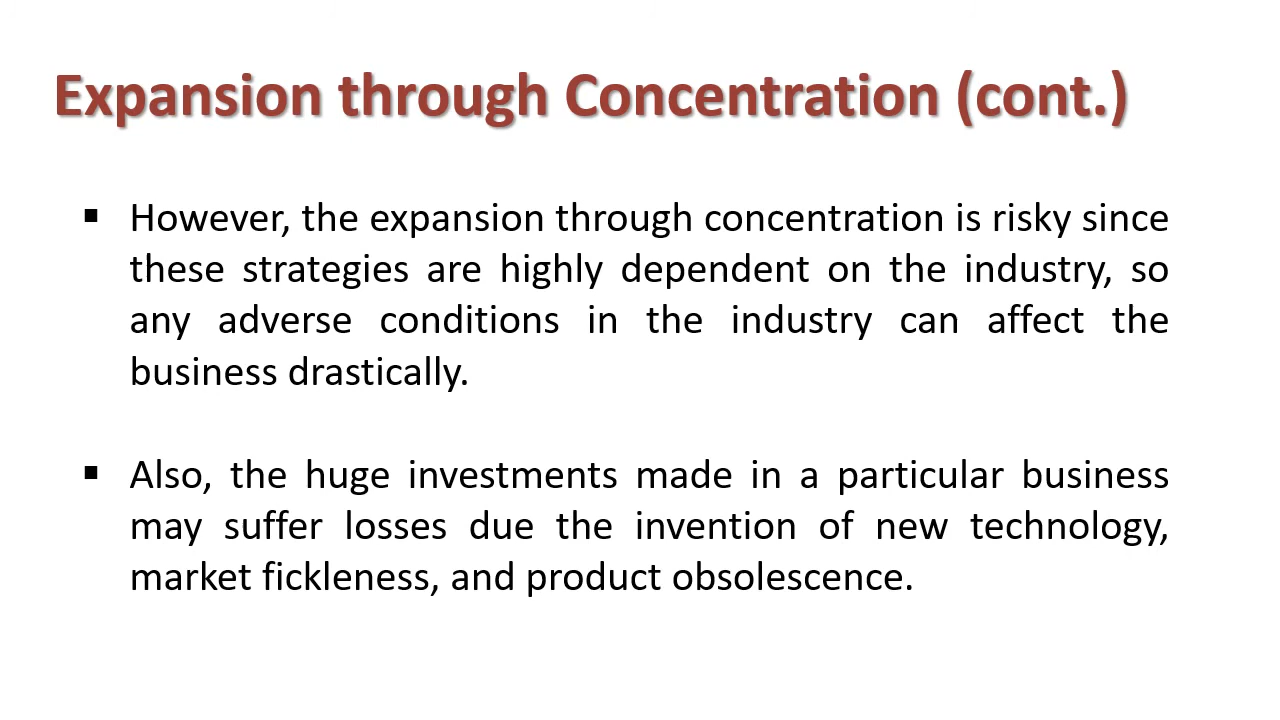 Expansion through Concentration (cont.)
▪ However, the expansion through concentration is risky since
these strategies are highly dependent on the industry, so
any adverse conditions in the industry can affect the
business drastically.
▪ Also, the huge investments made in a particular business
may suffer losses due the invention of new technology,
market fickleness, and product obsolescence.